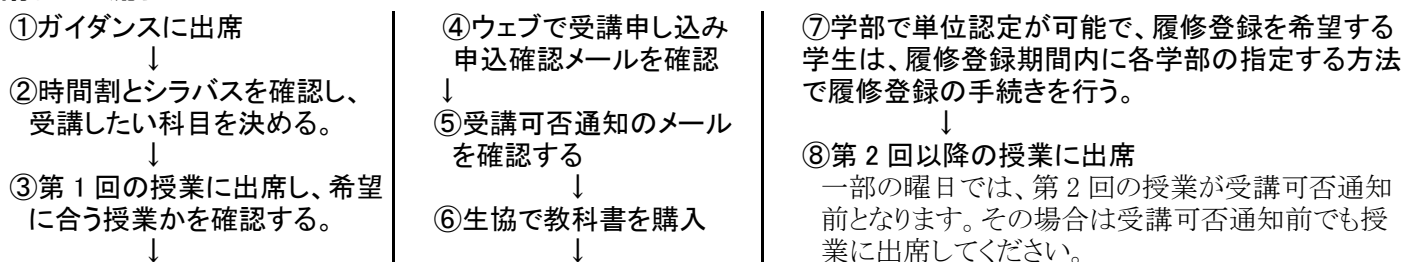 ①ガイダンスに出席
↓
②時間割とシラバスを確認し、
受講したい科目を決める。
↓
③第1回の授業に出席し、希望
に合う授業かを確認する。
↓
④ウェブで受講申し込み
申込確認メールを確認
↓
⑤受講可否通知のメール
を確認する
↓
⑥生協で教科書を購入
↓
⑦学部で単位認定が可能で、履修登録を希望する
学生は、履修登録期間内に各学部の指定する方法
で履修登録の手続きを行う。
↓
⑧第2回以降の授業に出席
一部の曜日では、第2回の授業が受講可否通知
前となります。その場合は受講可否通知前でも授
業に出席してください。